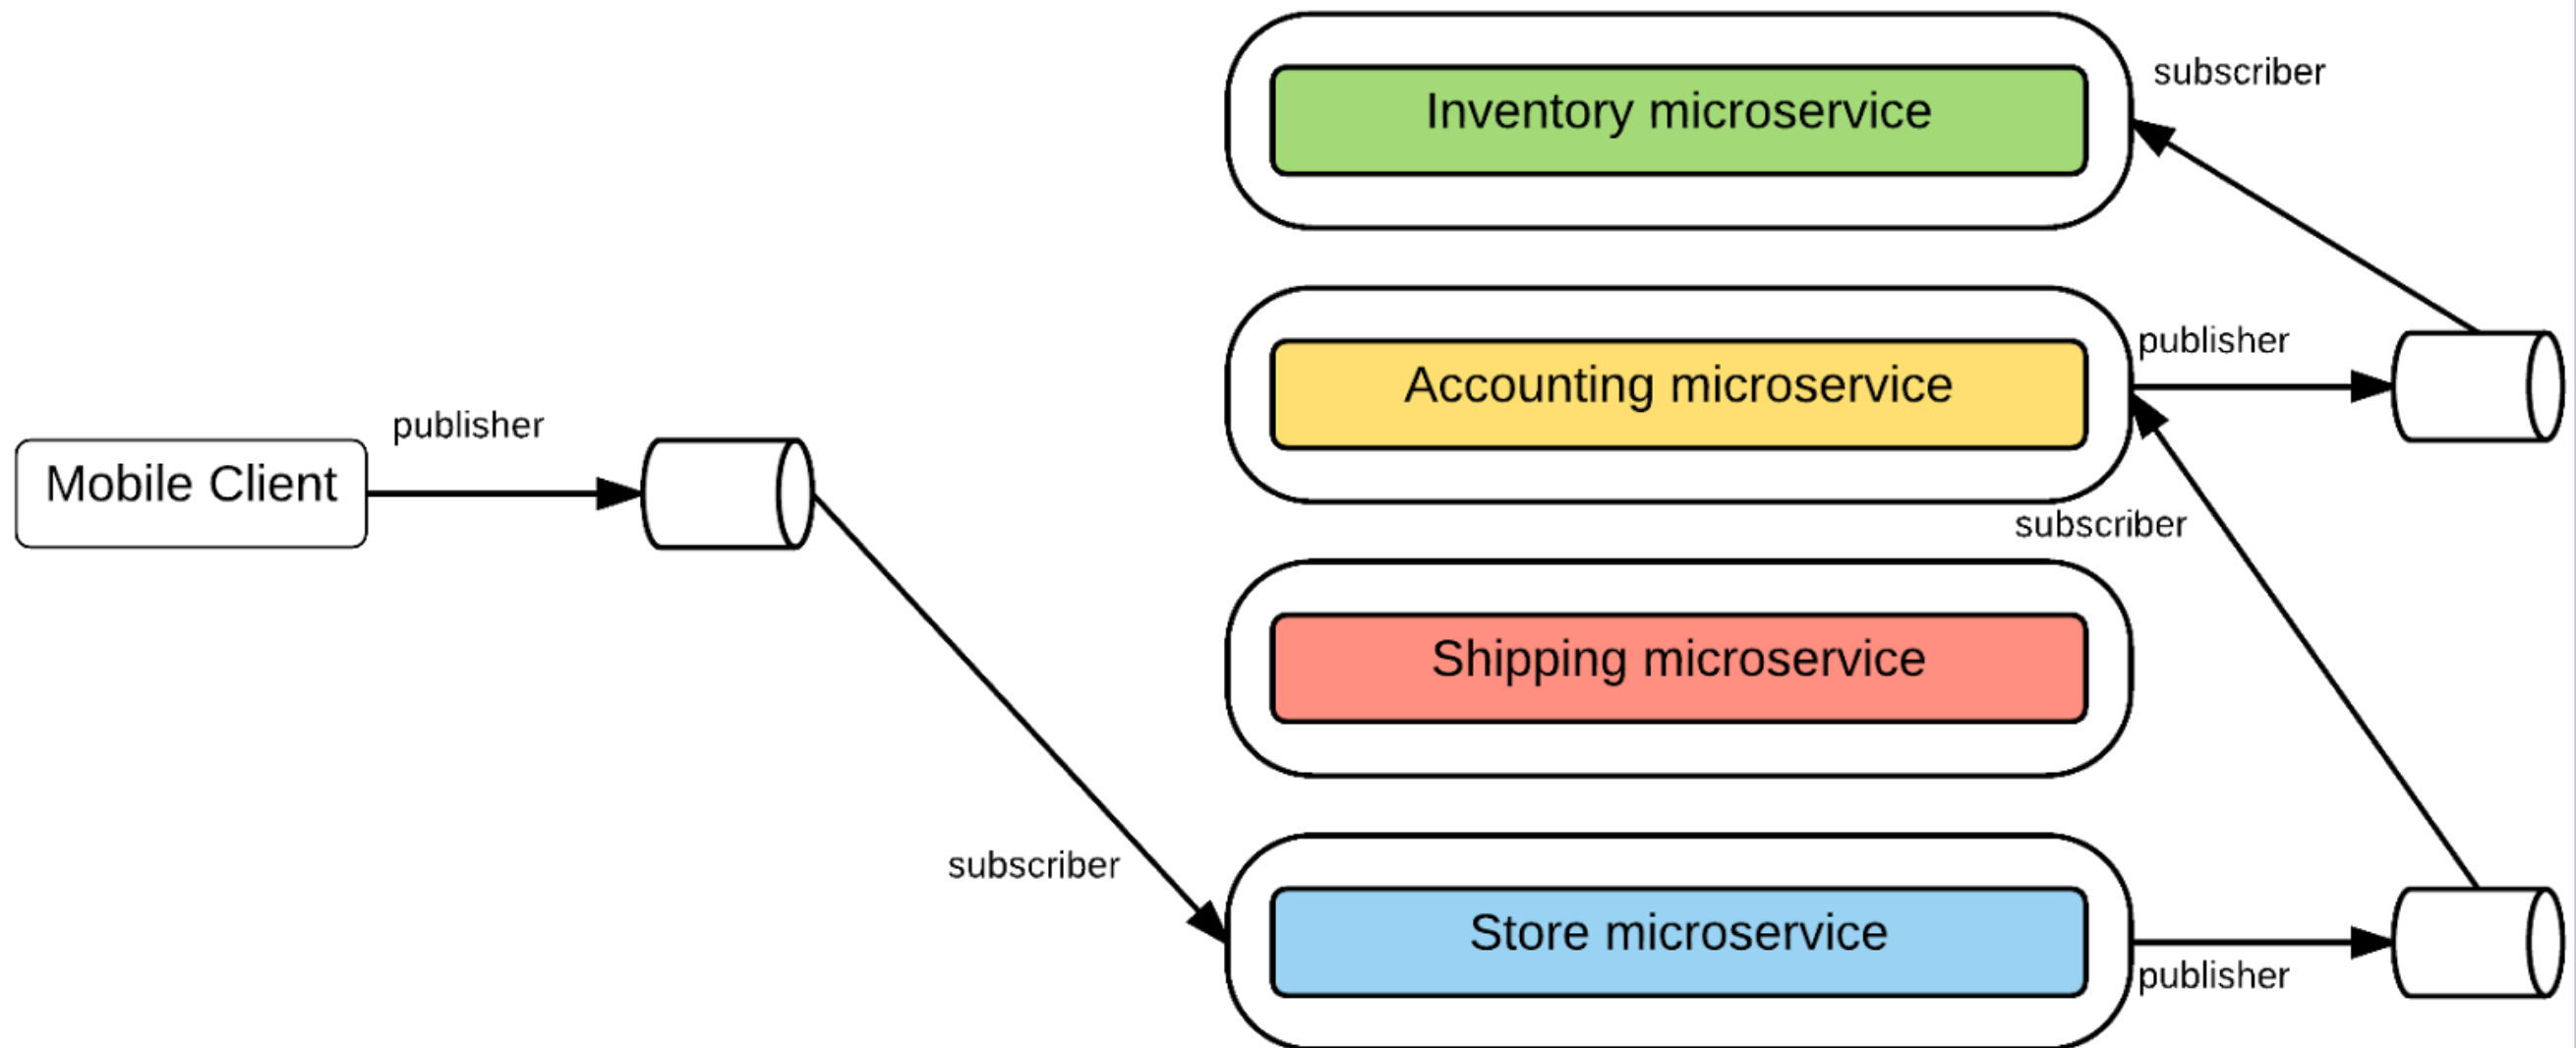 Inventory microservice
subscriber
Accounting microservice
publisher
Mobile Client
publisher
subscriber
Shipping microservice
subscriber
Store microservice
publisher